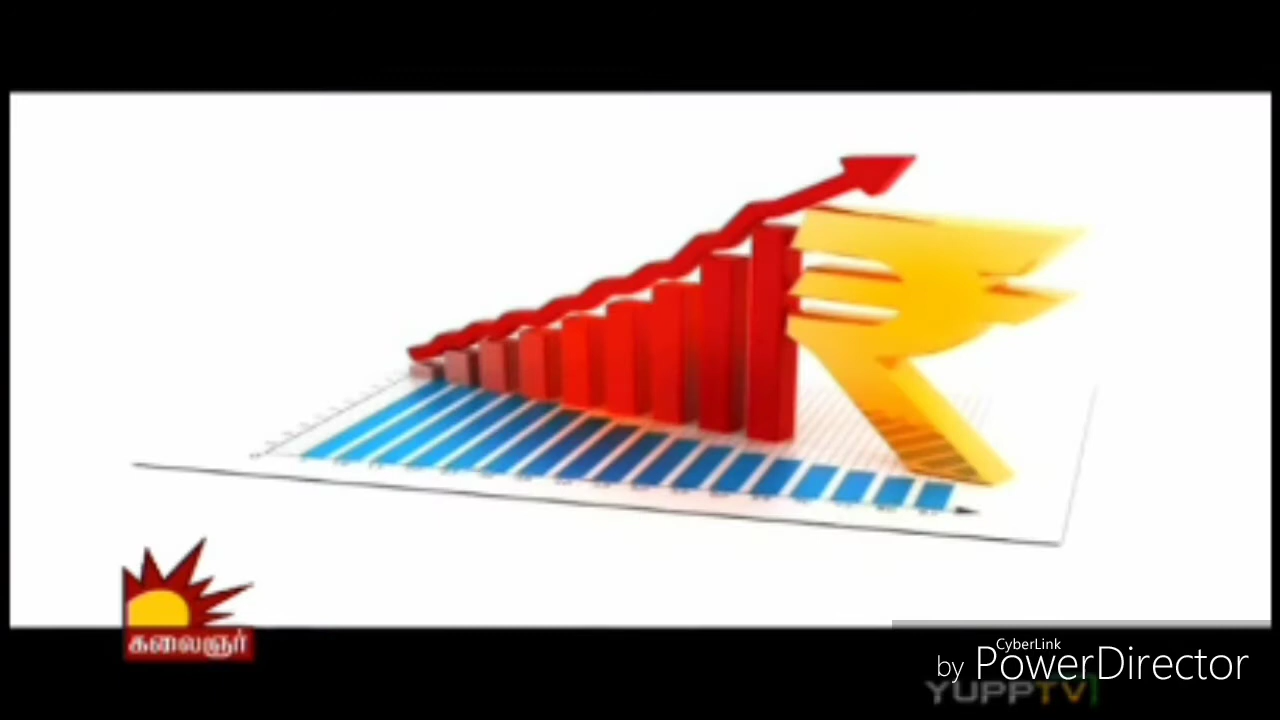 கலைஞர்
CyberLink
by PowerDirector
YUPPTV